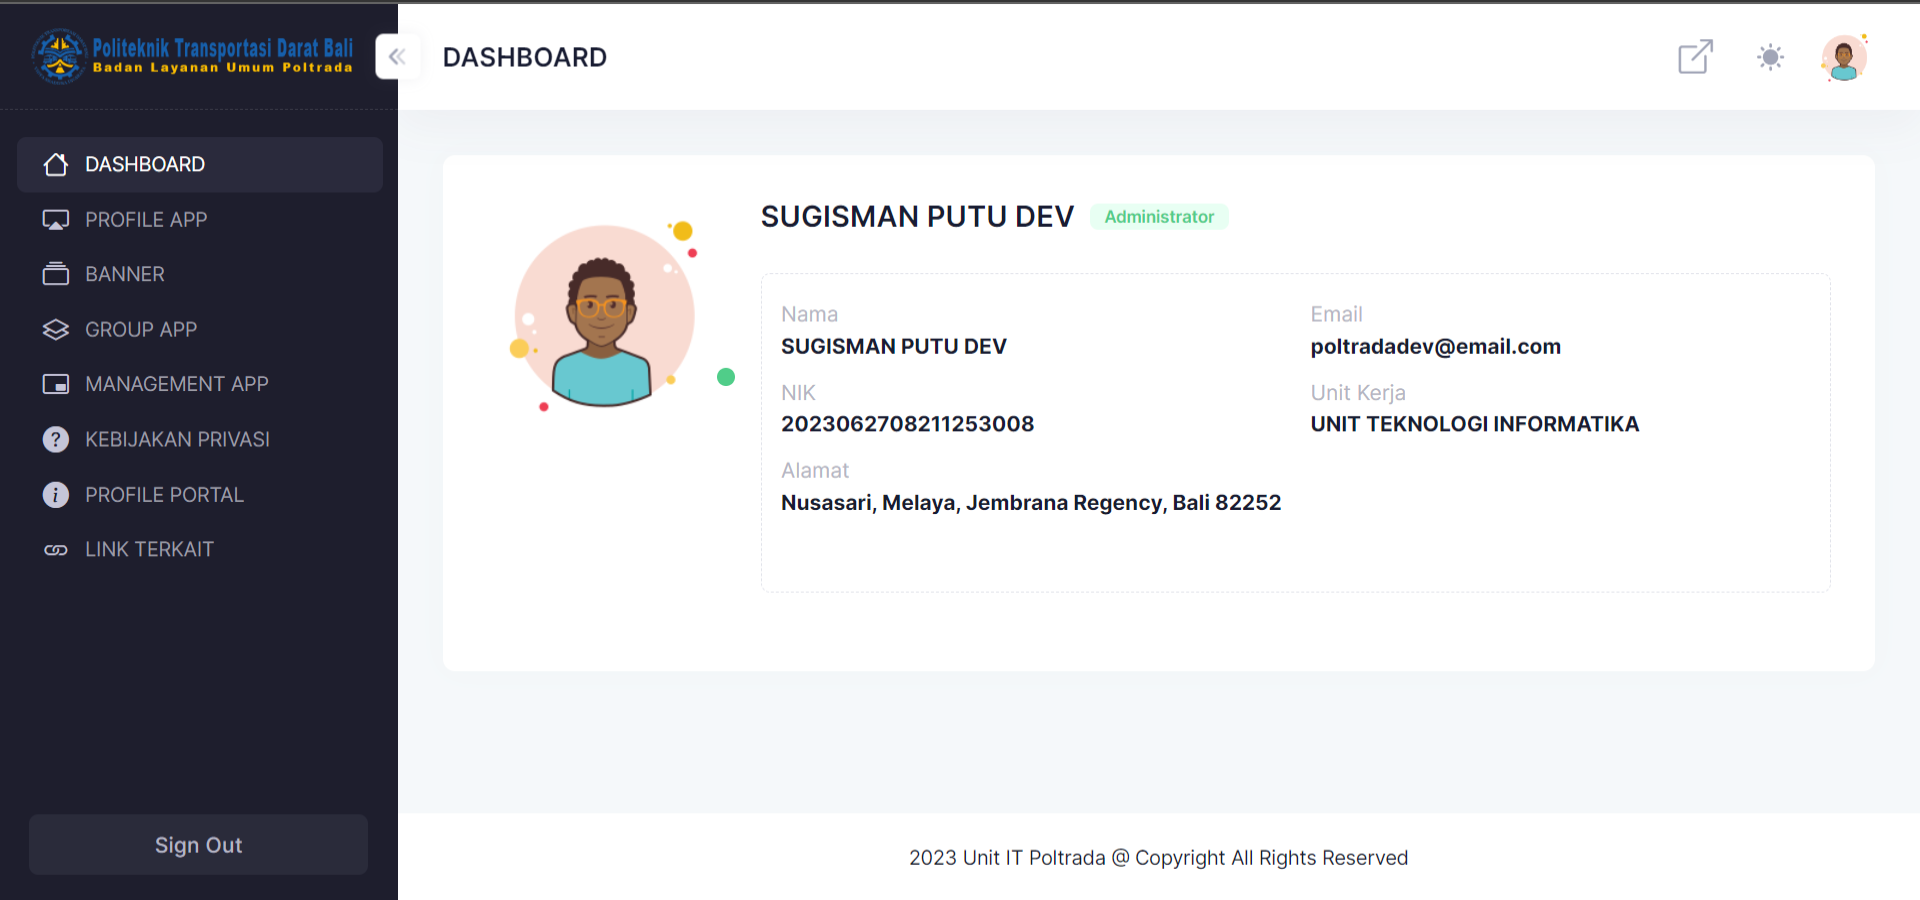 Politeknik Transportasi Darat Bali
Badan Layanan Umum Poltrada
DASHBOARD
DASHBOARD
PROFILE APP
BANNER
GROUP APP
MANAGEMENT APP
KEBIJAKAN PRIVASI
PROFILE PORTAL
LINK TERKAIT
Sign Out
SUGISMAN PUTU DEV Administrator
Nama
SUGISMAN PUTU DEV
Email
poltradadev@email.com
NIK
2023062708211253008
Unit Kerja
UNIT TEKNOLOGI INFORMATIKA
Alamat
Nusasari, Melaya, Jembrana Regency, Bali 82252
2023 Unit IT Poltrada @ Copyright All Rights Reserved